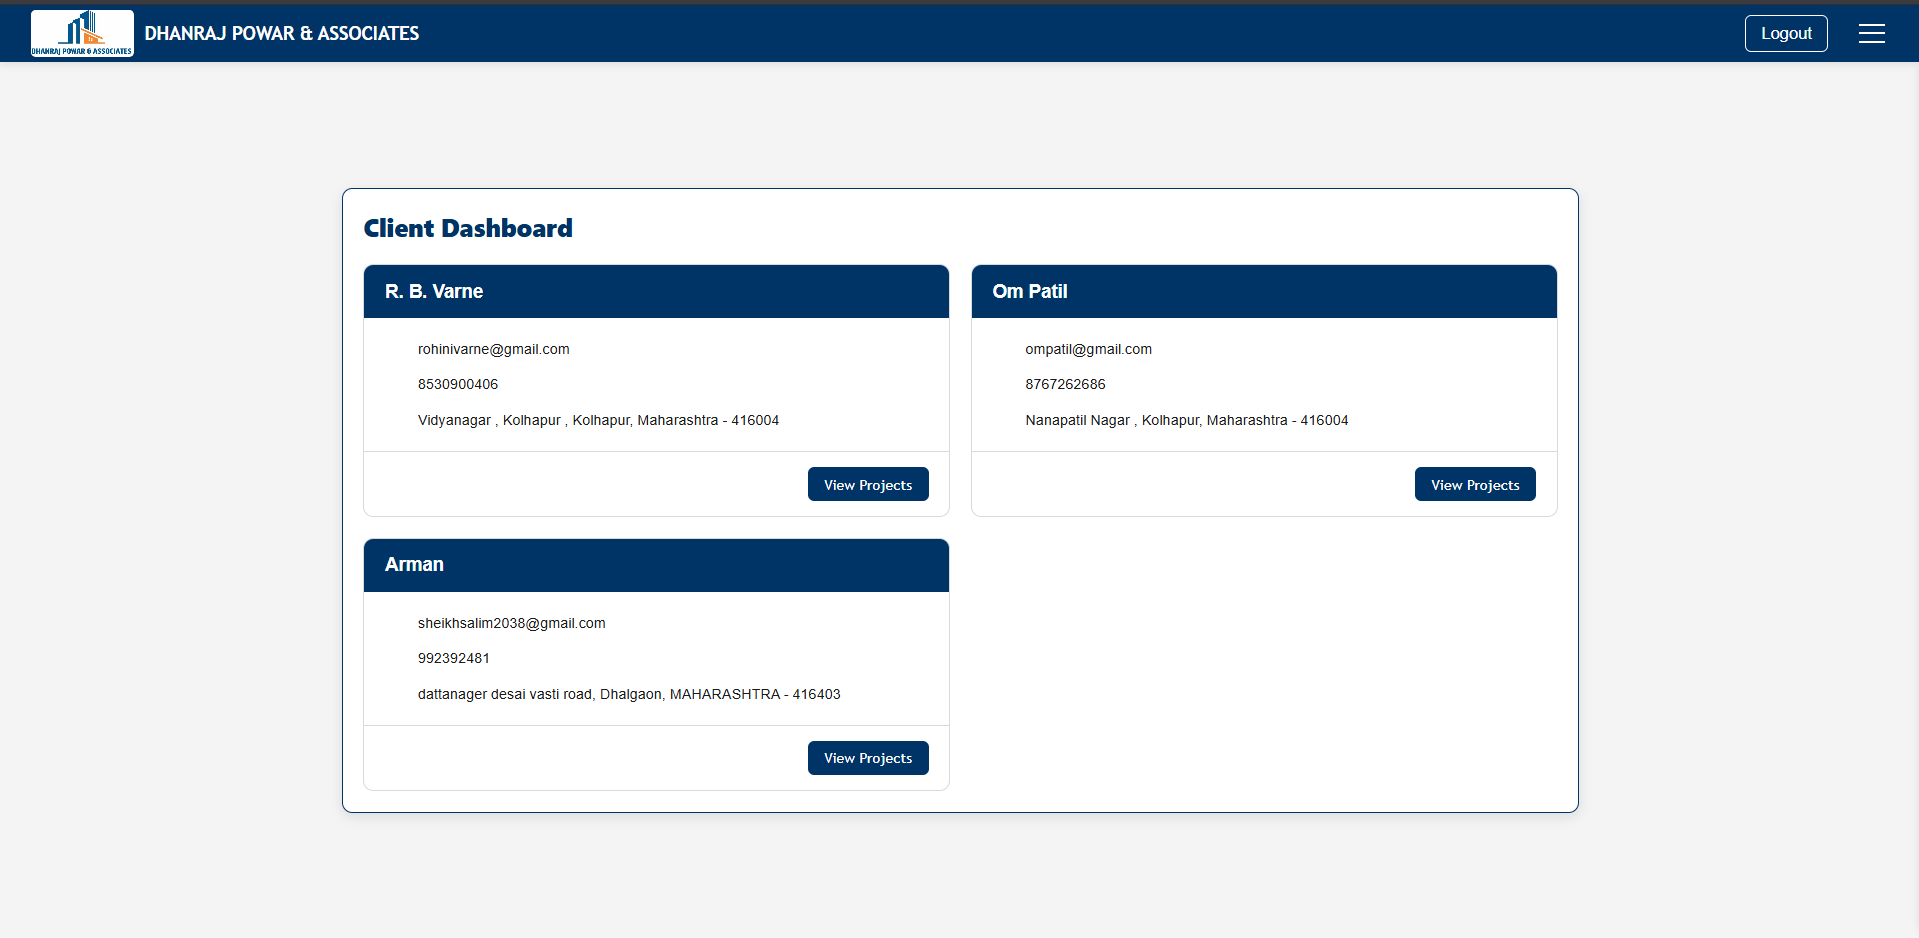 DHANRAJ POWAR & ASSOCIATES
DHANRAJ POWAR & ASSOCIATES
Logout
Client Dashboard
R. B. Varne
rohinivarne@gmail.com
8530900406
Vidyanagar , Kolhapur , Kolhapur, Maharashtra - 416004
View Projects
Om Patil
ompatil@gmail.com
8767262686
Nanapatil Nagar , Kolhapur, Maharashtra - 416004
View Projects
Arman
sheikhsalim2038@gmail.com
992392481
dattanager desai vasti road, Dhalgaon, MAHARASHTRA - 416403
View Projects